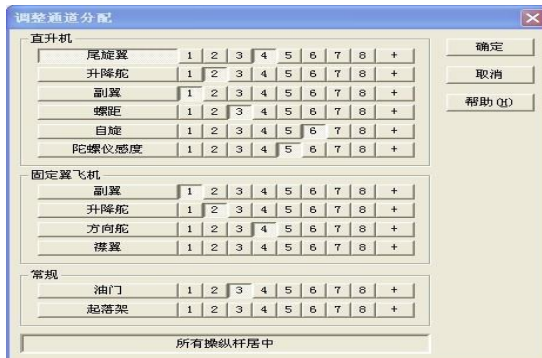 调整通道分配
直升机
尾旋翼 1 2 3 4 5 6 7 8 +
升降舵 1 2 3 4 5 6 7 8 +
副翼 1 2 3 4 5 6 7 8 +
螺距 1 2 3 4 5 6 7 8 +
自旋 1 2 3 4 5 6 7 8 +
陀螺仪感度 1 2 3 4 5 6 7 8 +
固定翼飞机
副翼 1 2 3 4 5 6 7 8 +
升降舵 1 2 3 4 5 6 7 8 +
方向舵 1 2 3 4 5 6 7 8 +
襟翼 1 2 3 4 5 6 7 8 +
常规
油门 1 2 3 4 5 6 7 8 +
起落架 1 2 3 4 5 6 7 8 +
所有操纵杆居中
确定
取消
帮助(H)